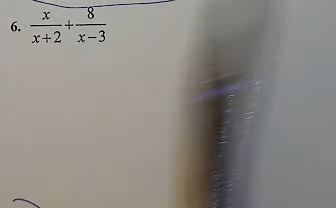 6. x/(x+2) + 8/(x-3)